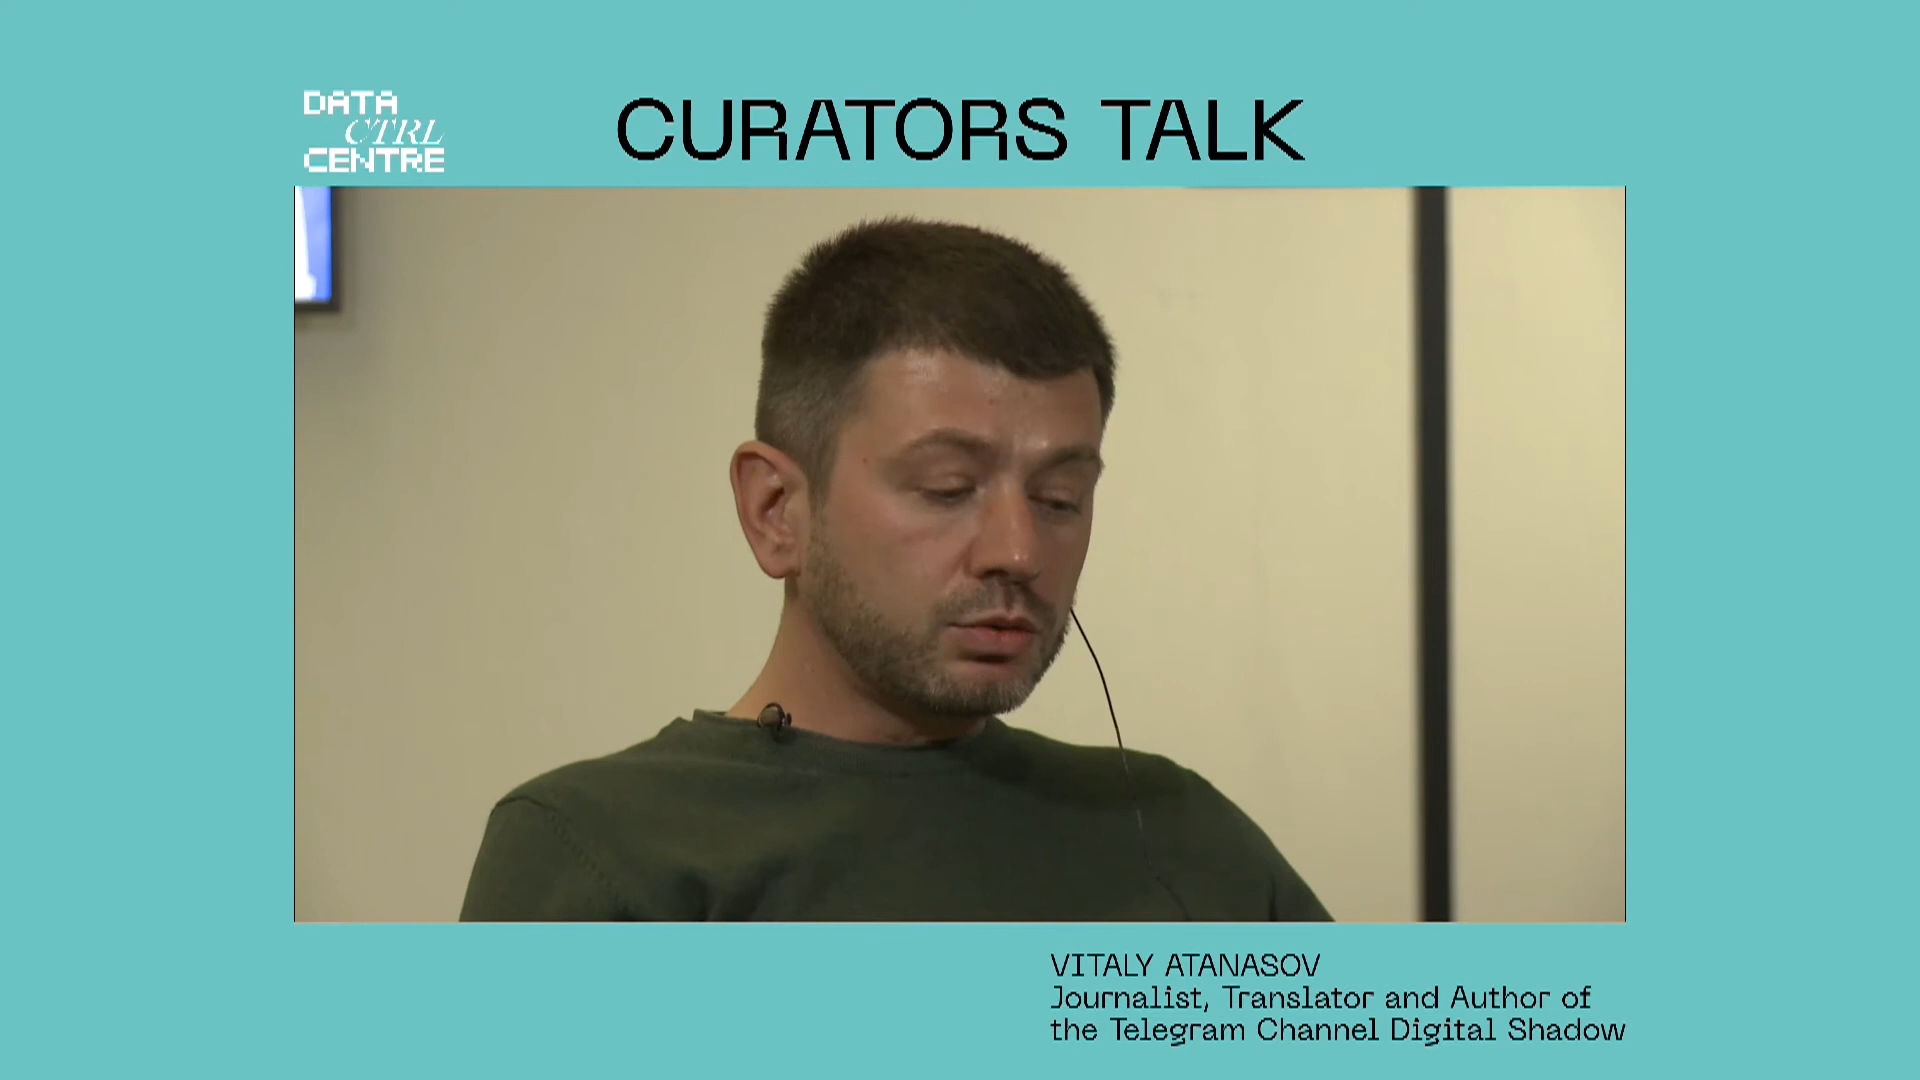 DATA
CTRL
CENTRE
CURATORS TALK
VITALY ATANASOV
Journalist, Translator and Author of
the Telegram Channel Digital Shadow